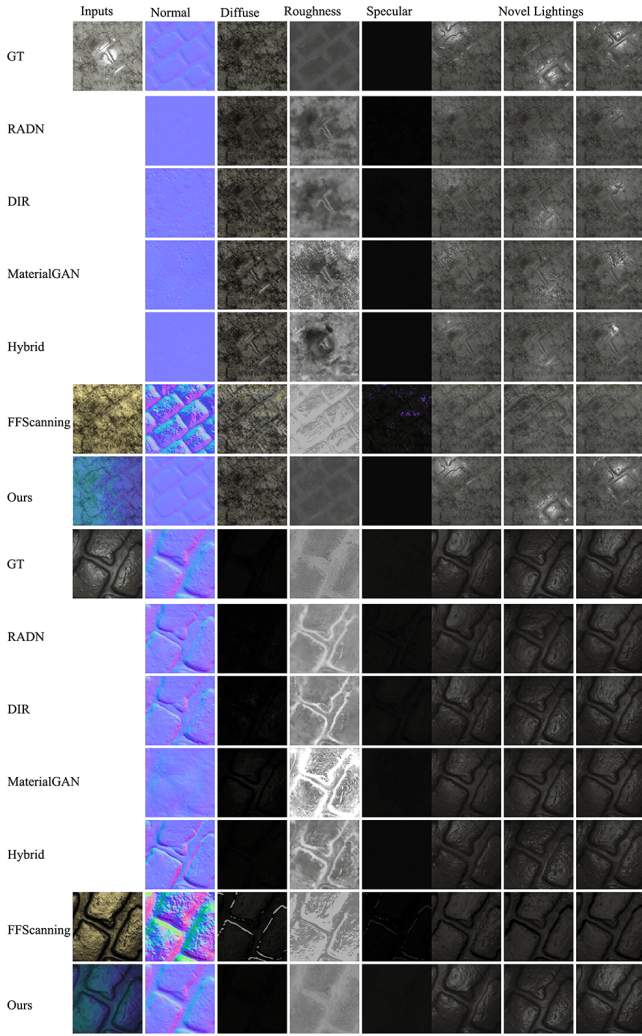 Inputs Normal Diffuse Roughness Specular Novel Lightings
GT
RADN
DIR
MaterialGAN
Hybrid
FFScanning
Ours
GT
RADN
DIR
MaterialGAN
Hybrid
FFScanning
Ours